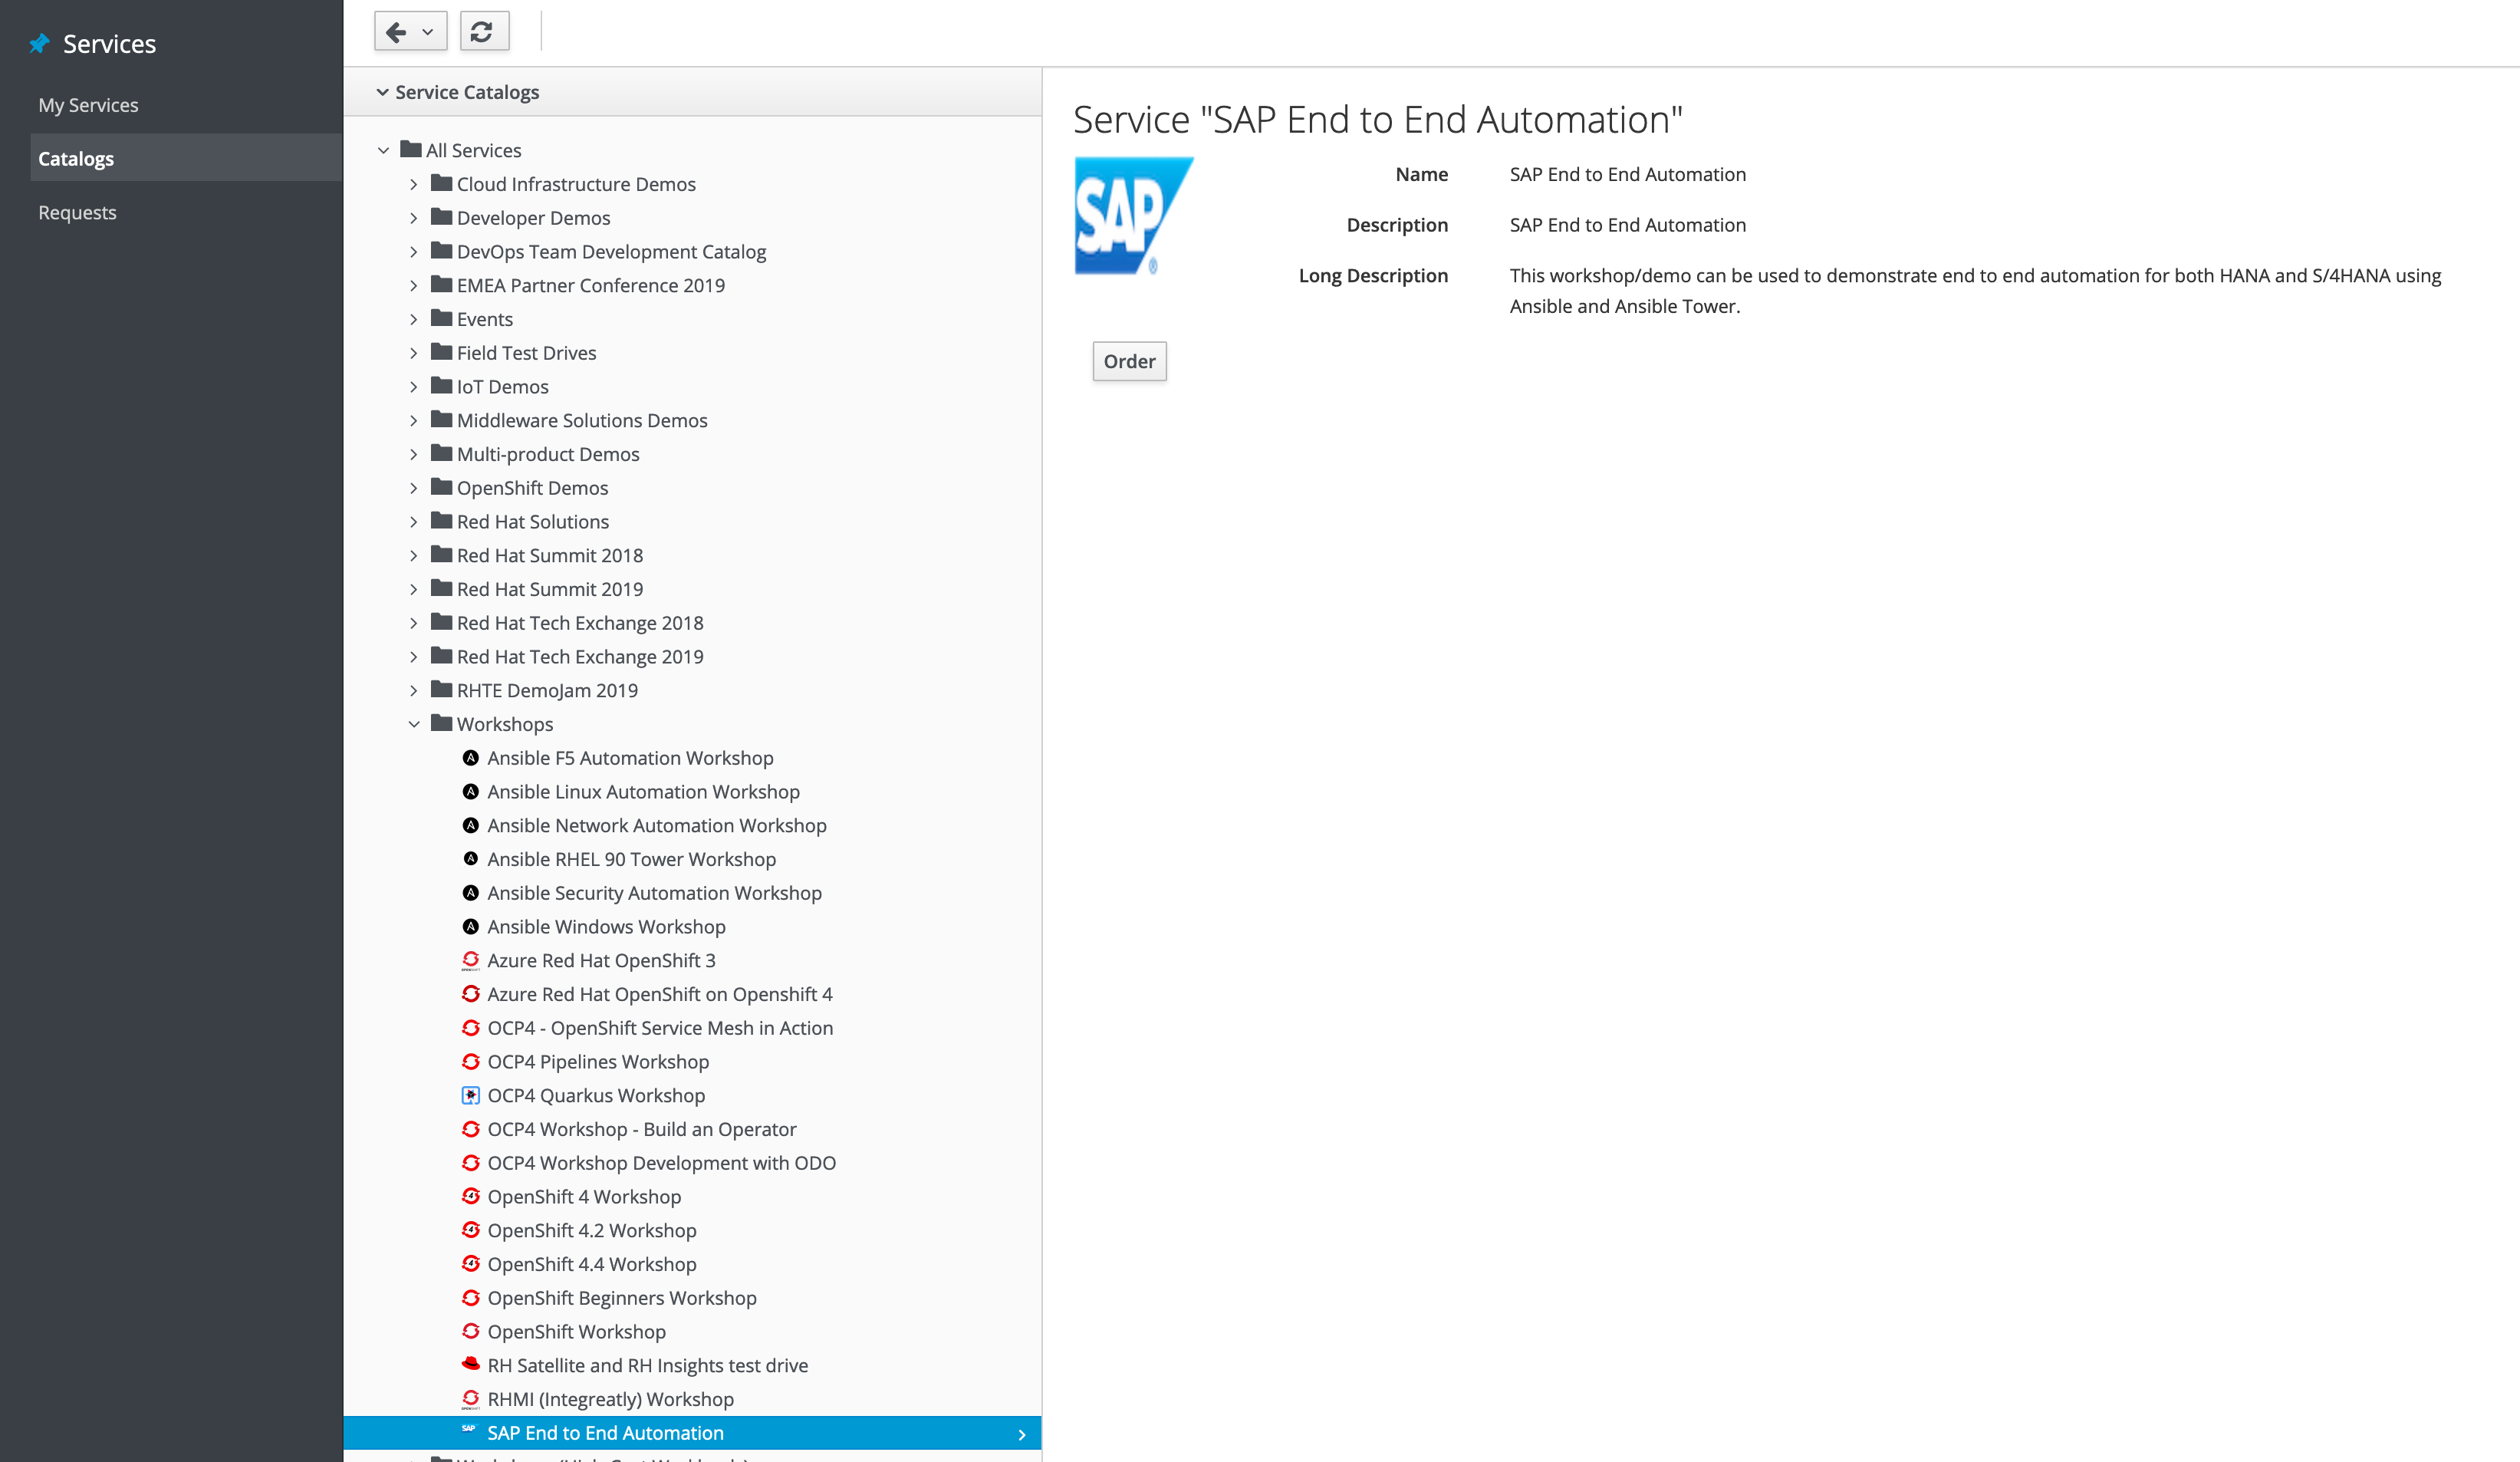 Services
My Services
Catalogs
Requests
Service Catalogs
All Services
Cloud Infrastructure Demos
Developer Demos
DevOps Team Development Catalog
EMEA Partner Conference 2019
Events
Field Test Drives
IoT Demos
Middleware Solutions Demos
Multi-product Demos
OpenShift Demos
Red Hat Solutions
Red Hat Summit 2018
Red Hat Summit 2019
Red Hat Tech Exchange 2018
Red Hat Tech Exchange 2019
RHTE DemoJam 2019
Workshops
Ansible F5 Automation Workshop
Ansible Linux Automation Workshop
Ansible Network Automation Workshop
Ansible RHEL 90 Tower Workshop
Ansible Security Automation Workshop
Ansible Windows Workshop
Azure Red Hat OpenShift 3
Azure Red Hat OpenShift on Openshift 4
OCP4 - OpenShift Service Mesh in Action
OCP4 Pipelines Workshop
OCP4 Quarkus Workshop
OCP4 Workshop - Build an Operator
OCP4 Workshop Development with ODO
OpenShift 4 Workshop
OpenShift 4.2 Workshop
OpenShift 4.4 Workshop
OpenShift Beginners Workshop
OpenShift Workshop
RH Satellite and RH Insights test drive
RHMI (Integreatly) Workshop
SAP SAP End to End Automation
Service "SAP End to End Automation"
SAP ®
Name SAP End to End Automation
Description SAP End to End Automation
Long Description This workshop/demo can be used to demonstrate end to end automation for both HANA and S/4HANA using
Ansible and Ansible Tower.
Order